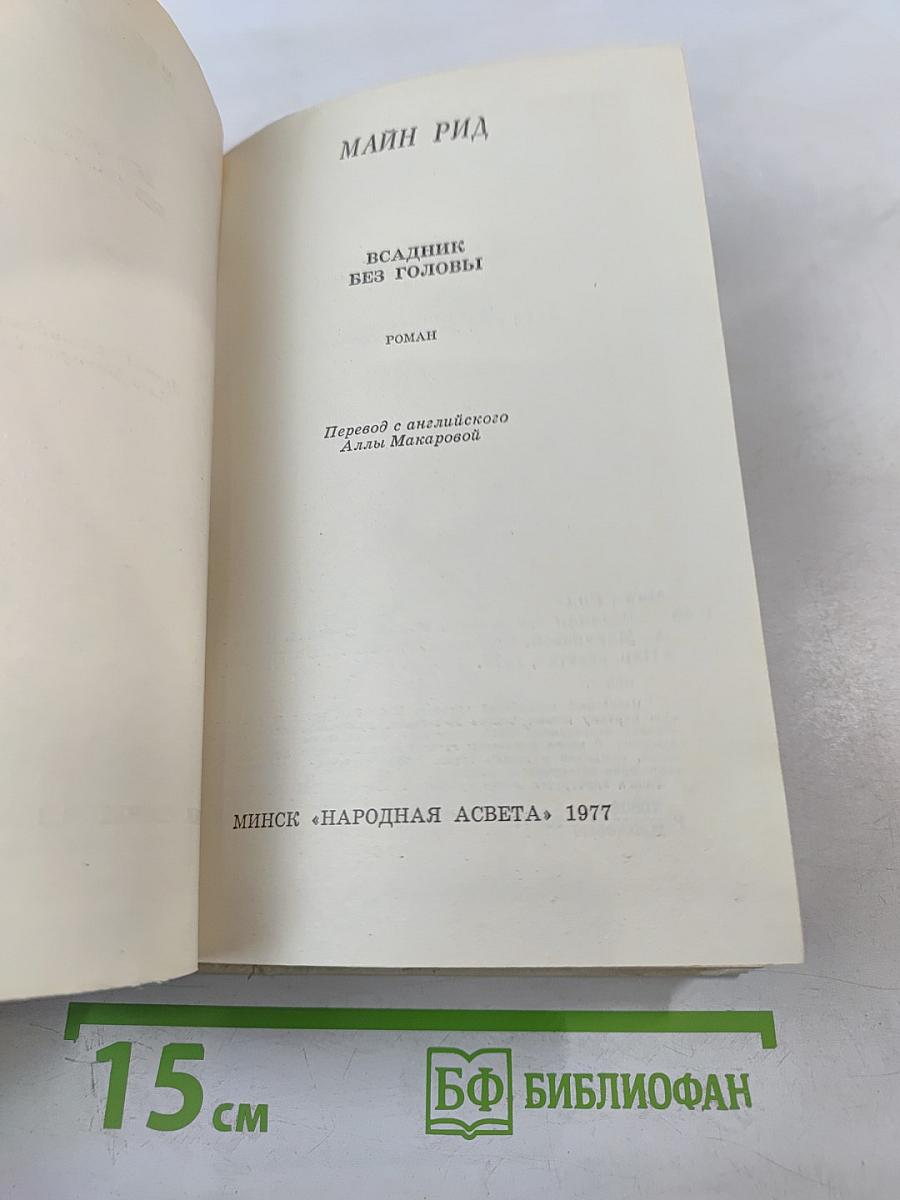 МАЙН РИД
ВСАДНИК
БЕЗ ГОЛОВЫ
РОМАН
Перевод с английского
Аллы Макаровой
МИНСК «НАРОДНАЯ АСВЕТА» 1977
15 см
БФ БИБЛИОФАН